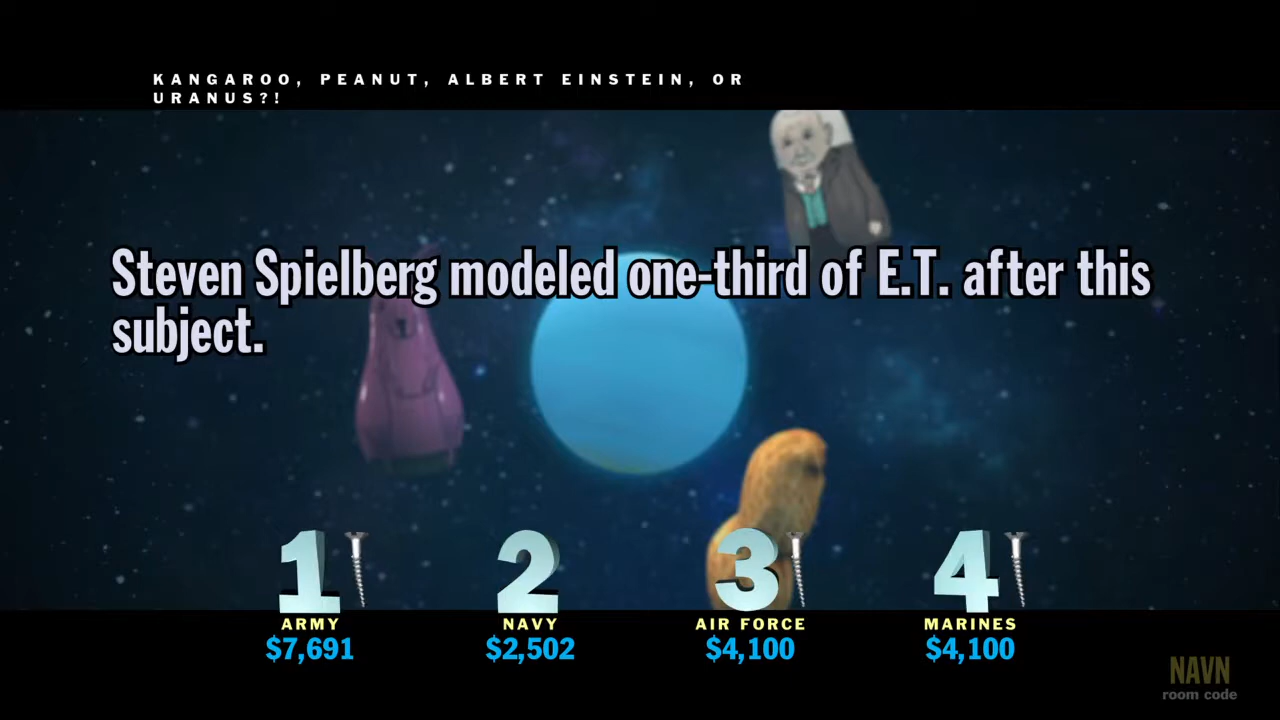 KANGAROO, PEANUT, ALBERT EINSTEIN, OR
URANUS?!
Steven Spielberg modeled one-third of E.T. after this
subject.
1 2 3 4
ARMY NAVY AIR FORCE MARINES
$7,691 $2,502 $4,100 $4,100
NAVN
room code